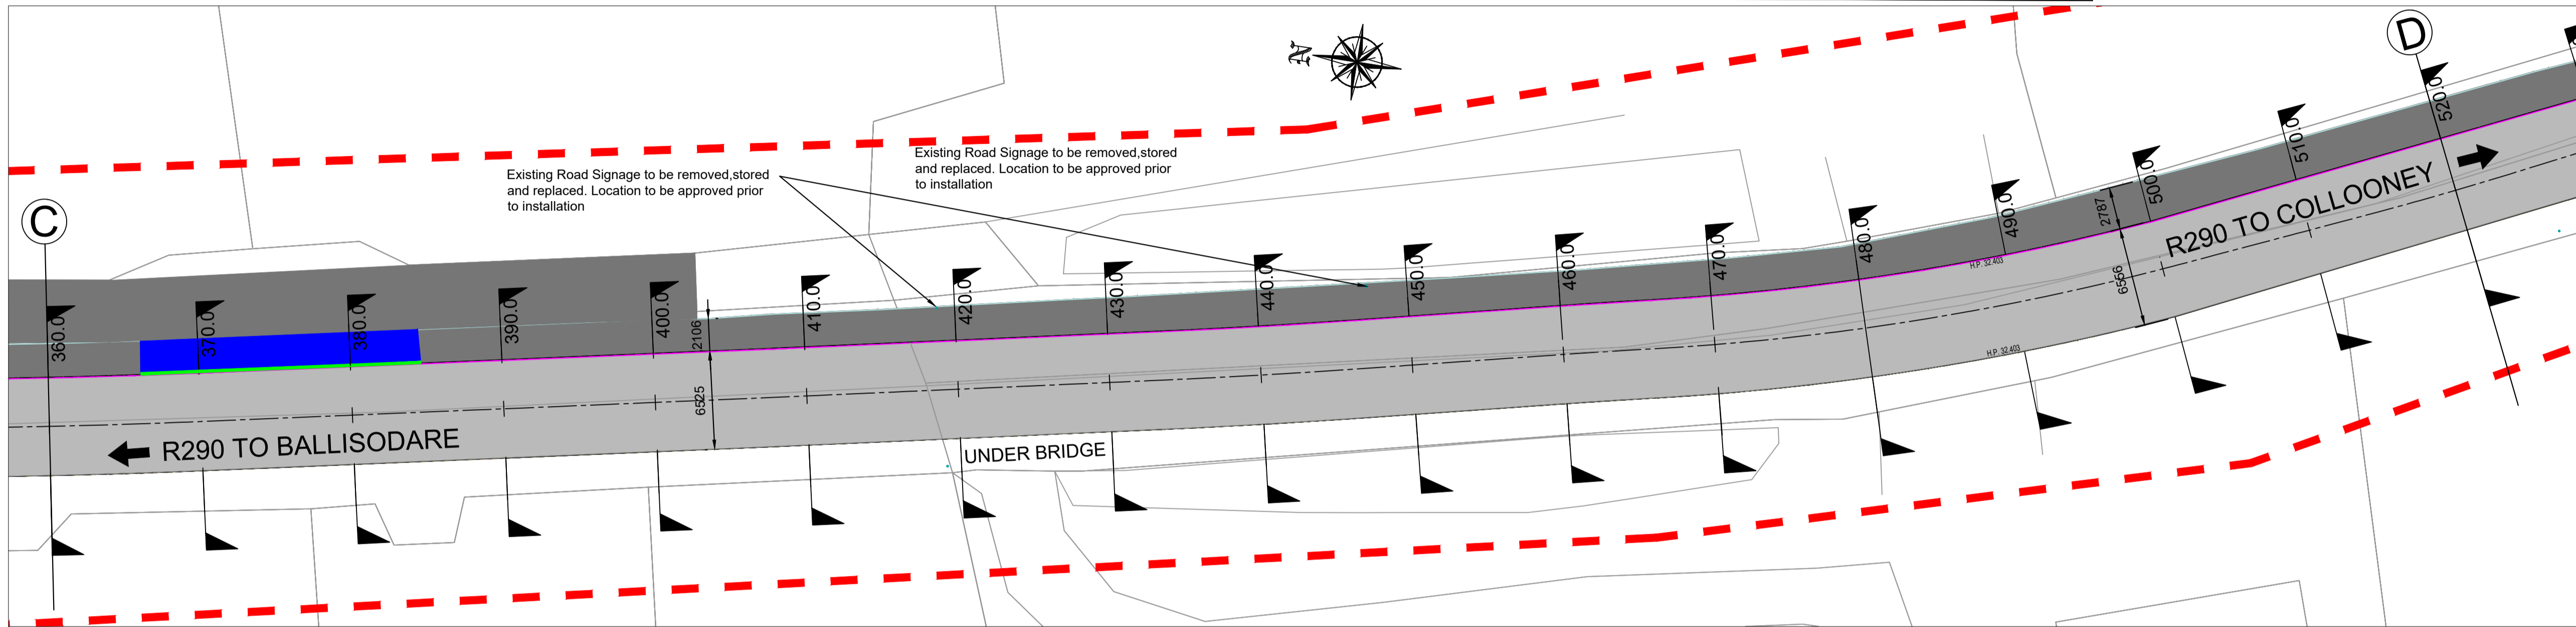 C
D
N
Existing Road Signage to be removed,stored
and replaced. Location to be approved prior
to installation
Existing Road Signage to be removed,stored
and replaced. Location to be approved prior
to installation
360.0
370.0
380.0
390.0
400.0
410.0
420.0
430.0
440.0
450.0
460.0
470.0
480.0
490.0
500.0
510.0
520.0
2106
6525
2787
6566
H.P. 32.403
H.P. 32.403
R290 TO BALLISODARE
UNDER BRIDGE
R290 TO COLLOONEY